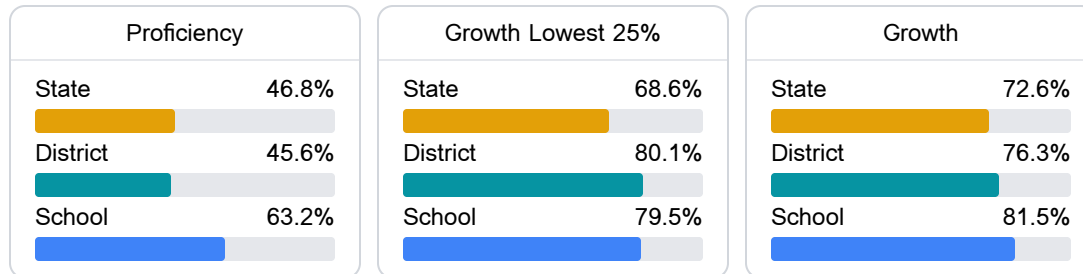 Proficiency
State 46.8%
District 45.6%
School 63.2%
Growth Lowest 25%
State 68.6%
District 80.1%
School 79.5%
Growth
State 72.6%
District 76.3%
School 81.5%